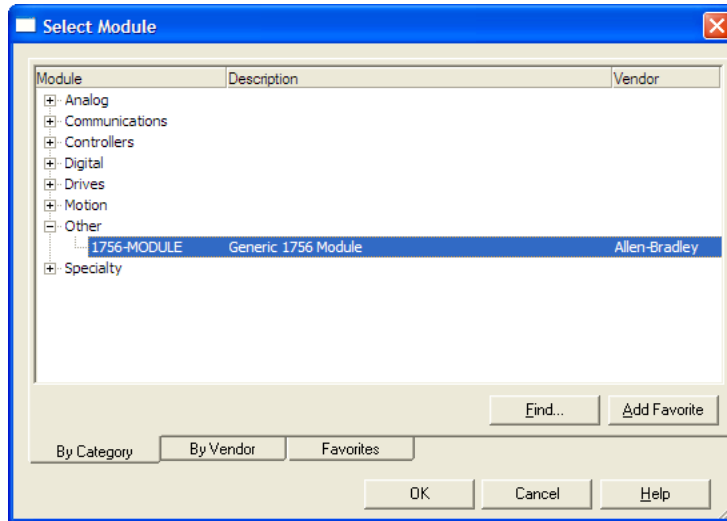 Select Module
Module Description Vendor
Analog
Communications
Controllers
Digital
Drives
Motion
Other
1756-MODULE Generic 1756 Module Allen-Bradley
Specialty
Find... Add Favorite
By Category By Vendor Favorites
OK Cancel Help